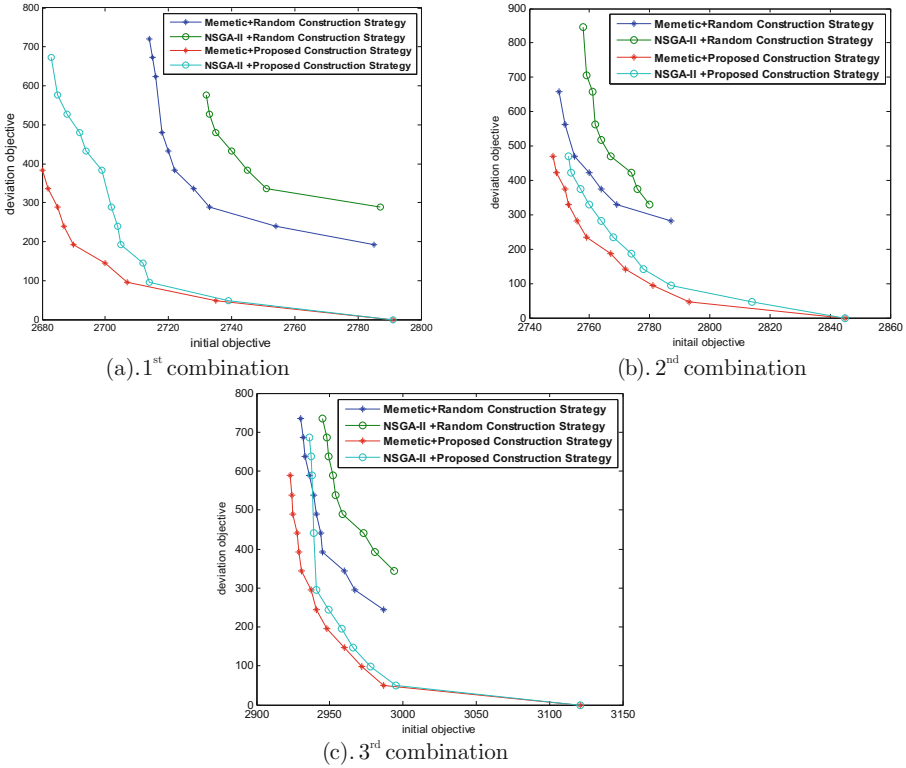 800
700
600
500
400
300
200
100
0
deviation objective
2680
2700
2720
2740
2760
2780
2800
initial objective
Memetic+Random Construction Strategy
NSGA-II +Random Construction Strategy
Memetic+Proposed Construction Strategy
NSGA-II +Proposed Construction Strategy
(a).1st combination
900
800
700
600
500
400
300
200
100
0
deviation objective
2740
2760
2780
2800
2820
2840
2860
initail objective
Memetic+Random Construction Strategy
NSGA-II +Random Construction Strategy
Memetic+Proposed Construction Strategy
NSGA-II +Proposed Construction Strategy
(b). 2nd combination
800
700
600
500
400
300
200
100
0
deviation objective
2900
2950
3000
3050
3100
3150
initial objective
Memetic+Random Construction Strategy
NSGA-II +Random Construction Strategy
Memetic+Proposed Construction Strategy
NSGA-II +Proposed Construction Strategy
(c). 3rd combination